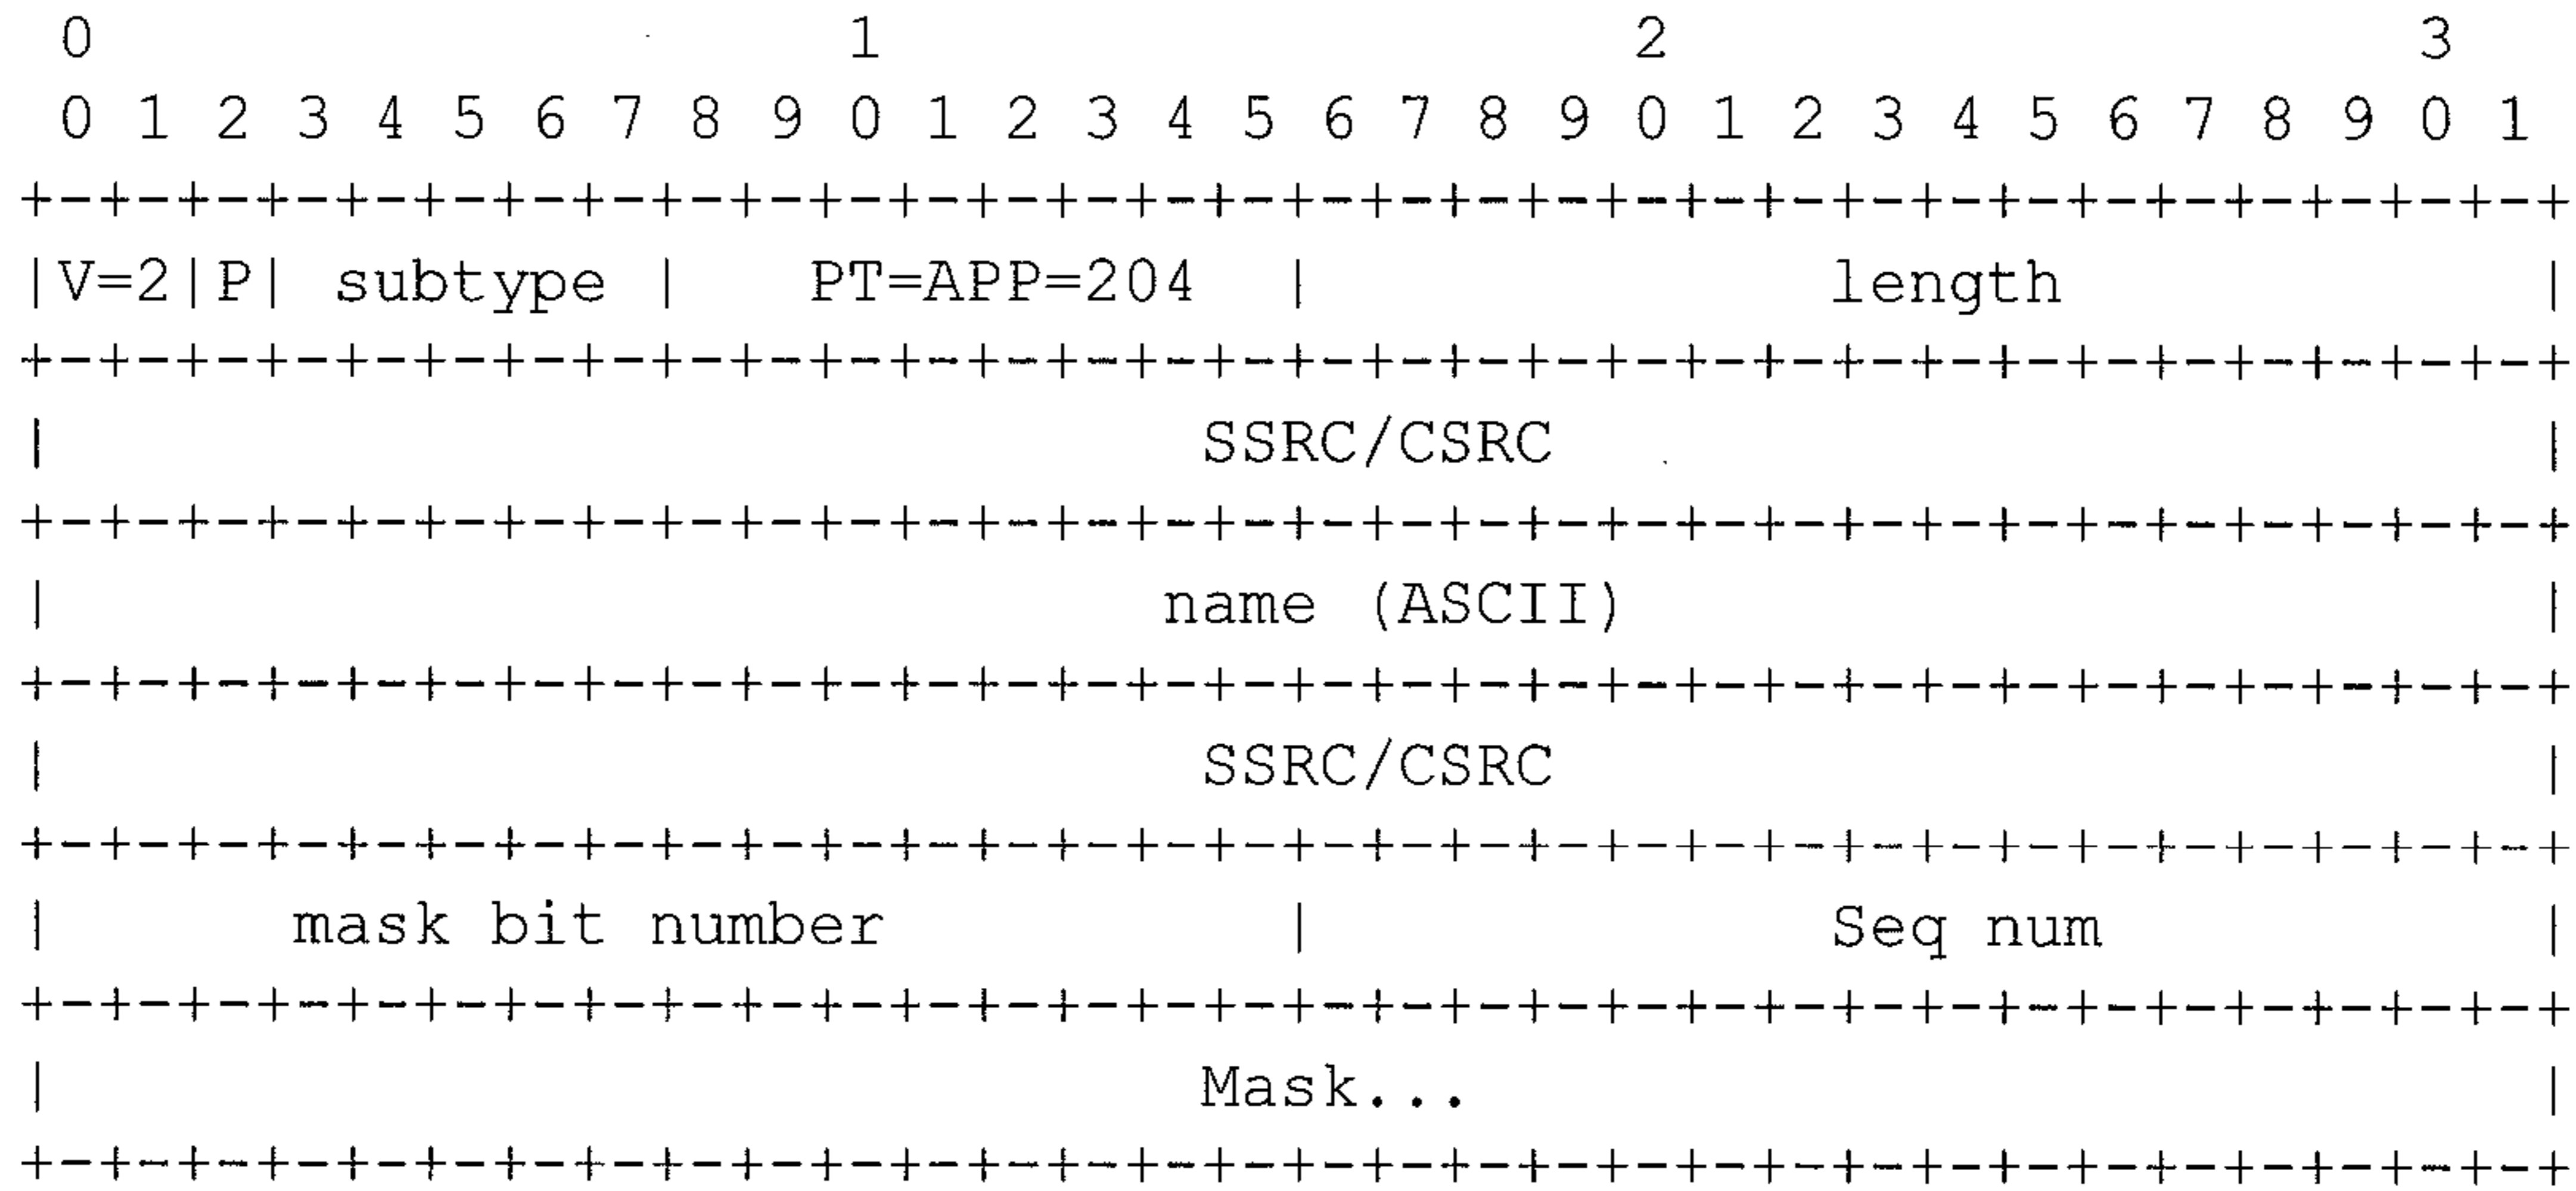 0                   1                   2                   3
 0 1 2 3 4 5 6 7 8 9 0 1 2 3 4 5 6 7 8 9 0 1 2 3 4 5 6 7 8 9 0 1
+-+-+-+-+-+-+-+-+-+-+-+-+-+-+-+-+-+-+-+-+-+-+-+-+-+-+-+-+-+-+-+-+
|V=2|P| subtype |   PT=APP=204  |             length            |
+-+-+-+-+-+-+-+-+-+-+-+-+-+-+-+-+-+-+-+-+-+-+-+-+-+-+-+-+-+-+-+-+
|                             SSRC/CSRC                         |
+-+-+-+-+-+-+-+-+-+-+-+-+-+-+-+-+-+-+-+-+-+-+-+-+-+-+-+-+-+-+-+-+
|                            name (ASCII)                       |
+-+-+-+-+-+-+-+-+-+-+-+-+-+-+-+-+-+-+-+-+-+-+-+-+-+-+-+-+-+-+-+-+
|                             SSRC/CSRC                         |
+-+-+-+-+-+-+-+-+-+-+-+-+-+-+-+-+-+-+-+-+-+-+-+-+-+-+-+-+-+-+-+-+
|      mask bit number          |             Seq num           |
+-+-+-+-+-+-+-+-+-+-+-+-+-+-+-+-+-+-+-+-+-+-+-+-+-+-+-+-+-+-+-+-+
|                             Mask...                           |
+-+-+-+-+-+-+-+-+-+-+-+-+-+-+-+-+-+-+-+-+-+-+-+-+-+-+-+-+-+-+-+-+